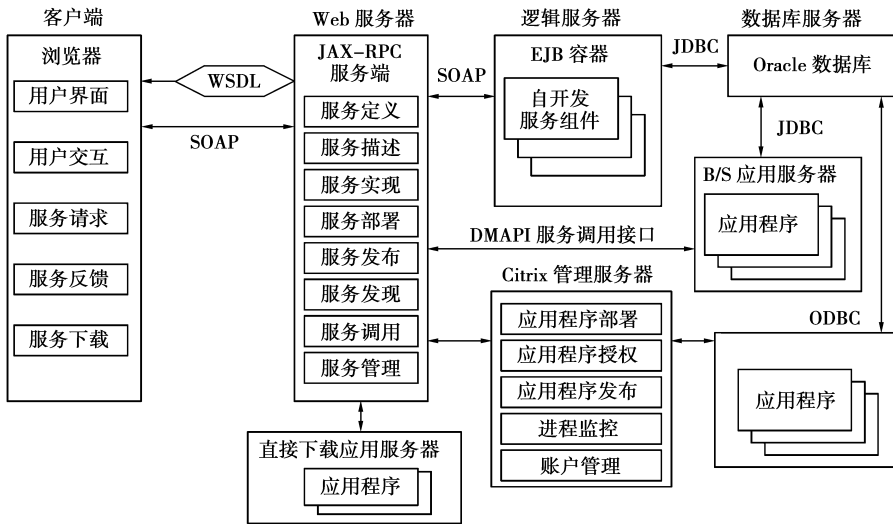 客户端
浏览器
用户界面
用户交互
服务请求
服务反馈
服务下载
WSDL
SOAP
Web 服务器
JAX-RPC
服务端
服务定义
服务描述
服务实现
服务部署
服务发布
服务发现
服务调用
服务管理
直接下载应用服务器
应用程序
SOAP
逻辑服务器
EJB 容器
自开发
服务组件
JDBC
数据库服务器
Oracle 数据库
JDBC
B/S 应用服务器
应用程序
DMAPI 服务调用接口
Citrix 管理服务器
应用程序部署
应用程序授权
应用程序发布
进程监控
账户管理
ODBC
应用程序